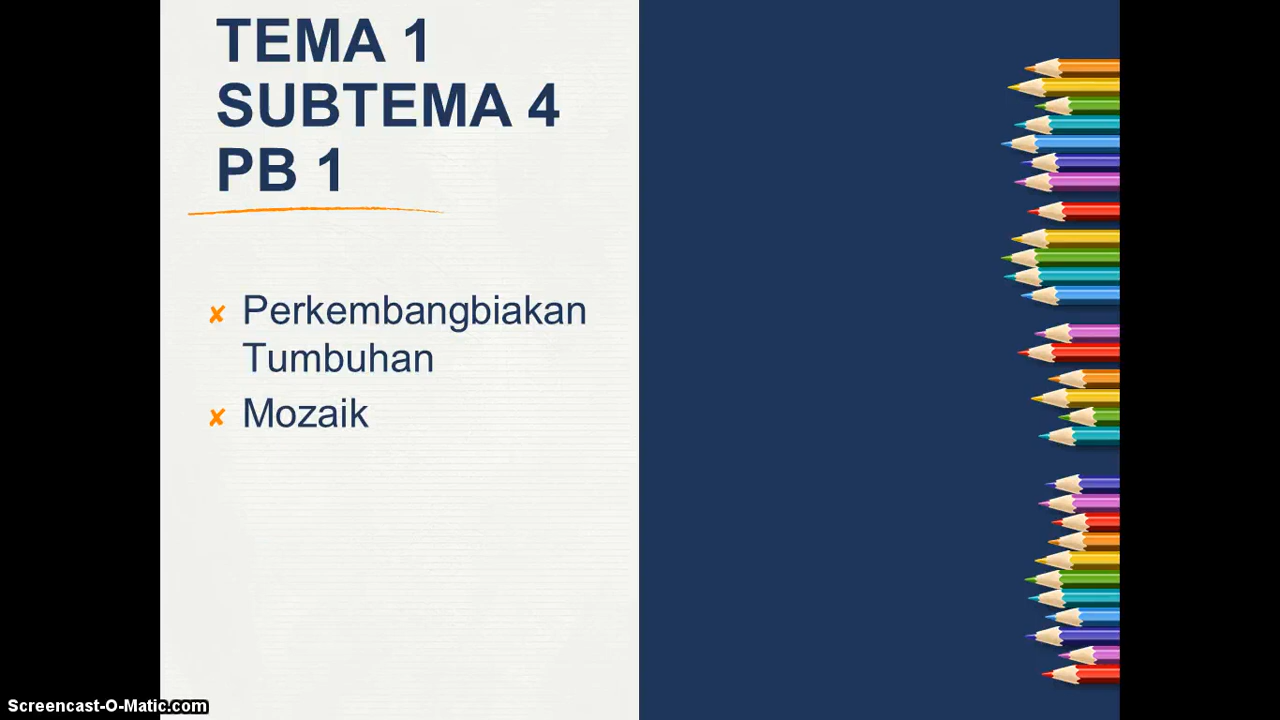 TEMA 1
SUBTEMA 4
PB 1
✘ Perkembangbiakan
Tumbuhan
✘ Mozaik
Screencast-O-Matic.com